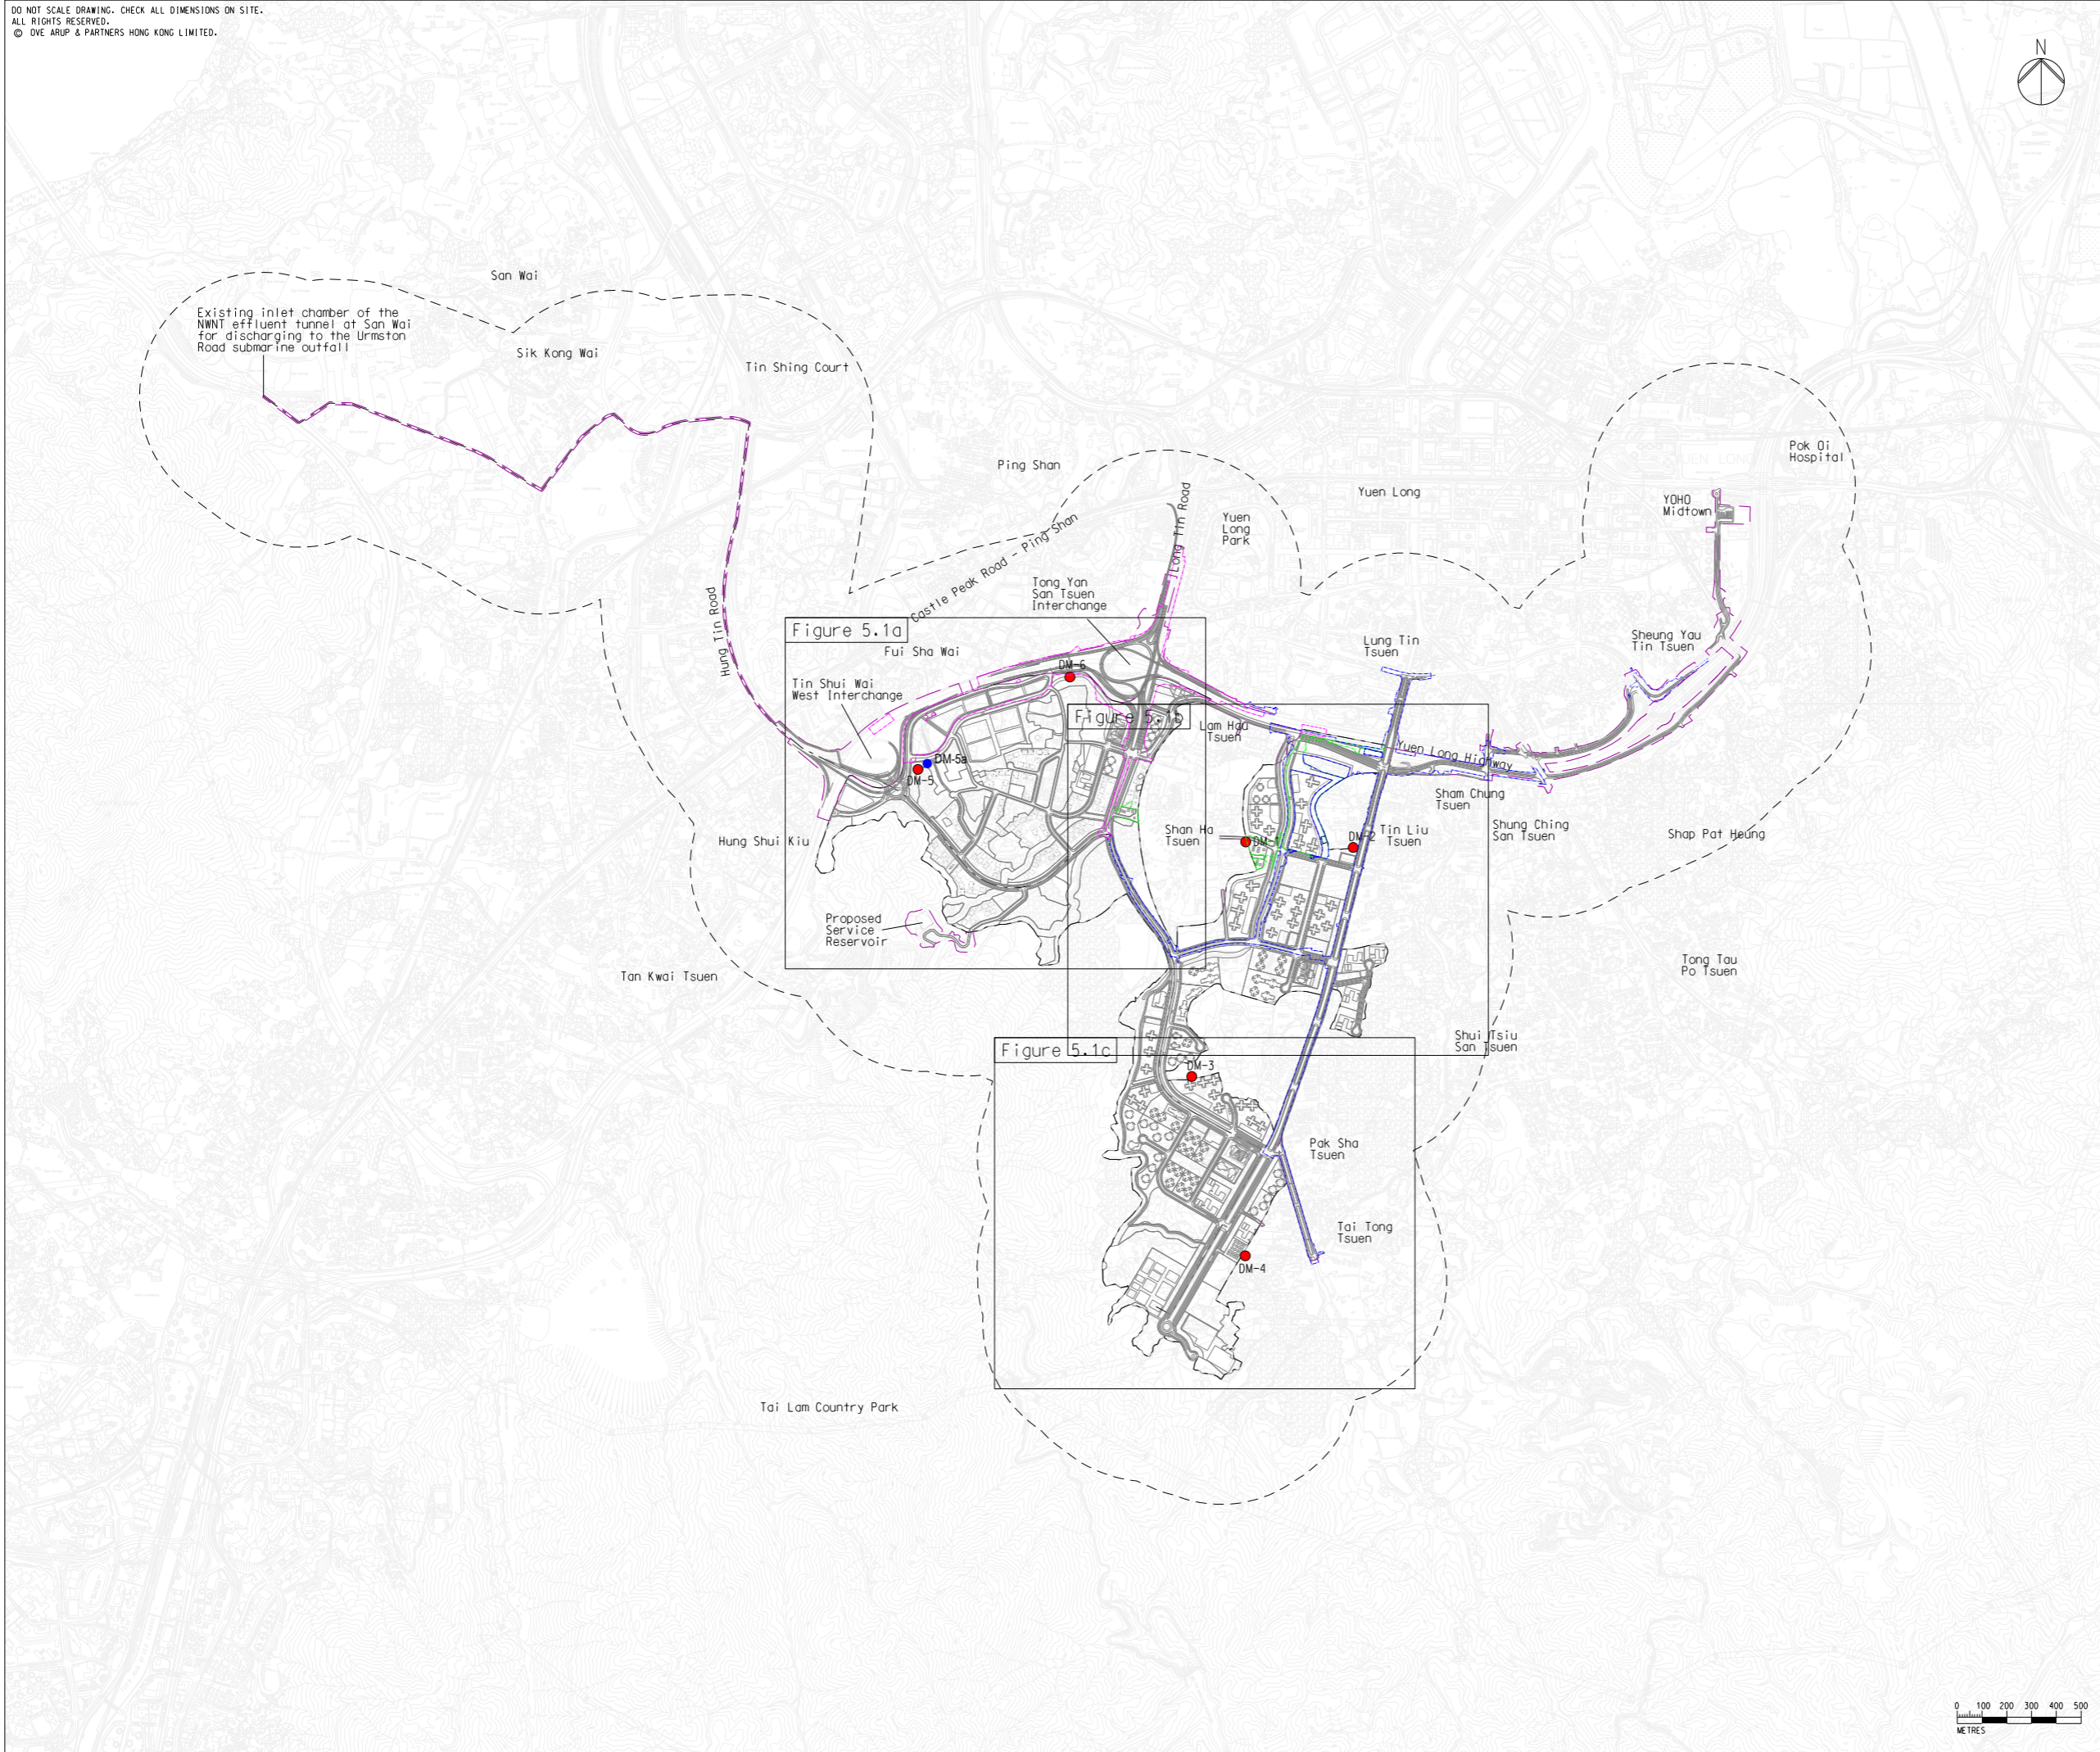 DO NOT SCALE DRAWING. CHECK ALL DIMENSIONS ON SITE.
ALL RIGHTS RESERVED.
© OVE ARUP & PARTNERS HONG KONG LIMITED.
N
San Wai
Existing inlet chamber of the
NWNT effluent tunnel at San Wai
for discharging to the Urmston
Road submarine outfall
Sik Kong Wai
Tin Shing Court
Ping Shan
Yuen Long
Pok Oi
Hospital
YOHO
Midtown
Yuen
Long
Park
Long Tin Road
Castle Peak Road - Ping Shan
Hung Tin Road
Tong Yan
San Tsuen
Interchange
Figure 5.1a
Fui Sha Wai
DM-6
Tin Shui Wai
West Interchange
Lung Tin
Tsuen
Sheung Yau
Tin Tsuen
Figure 5.1b
Lam Hau
Tsuen
Yuen Long Highway
DM-5a
DM-5
Sham Chung
Tsuen
Shung Ching
San Tsuen
Shap Pat Heung
Hung Shui Kiu
Shan Ha
Tsuen
DM-1
DM-2
Tin Liu
Tsuen
Proposed
Service
Reservoir
Tan Kwai Tsuen
Tong Tau
Po Tsuen
Shui Tsiu
San Tsuen
Figure 5.1c
DM-3
Pak Sha
Tsuen
Tai Tong
Tsuen
DM-4
Tai Lam Country Park
0 100 200 300 400 500
METRES